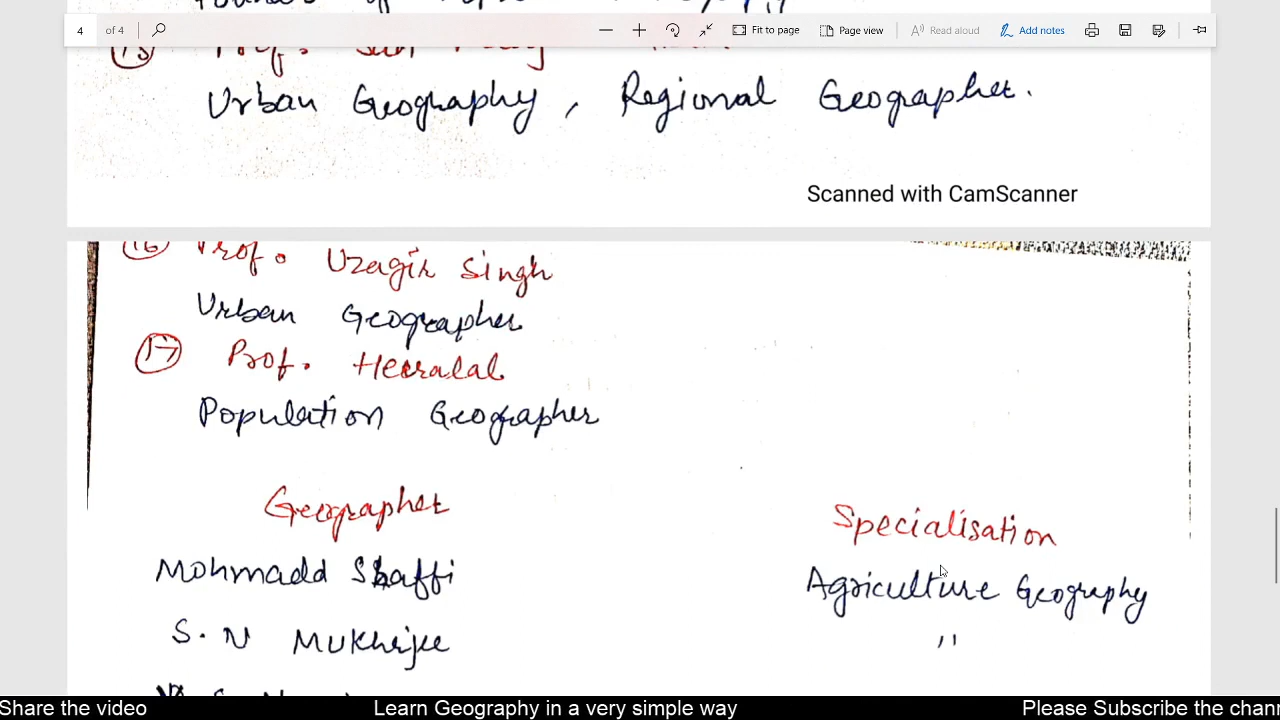 4 of 4 Fit to page Page view Read aloud Add notes
Urban Geography, Regional Geographer.
Scanned with CamScanner
(16) Prof. Uzagir Singh
Urban Geographer
(17) Prof. Heeralal
Population Geographer
Geographer Specialisation
Mohmadd Shaffi Agriculture Geography
S. N Mukherjee "
Share the video Learn Geography in a very simple way Please Subscribe the chan